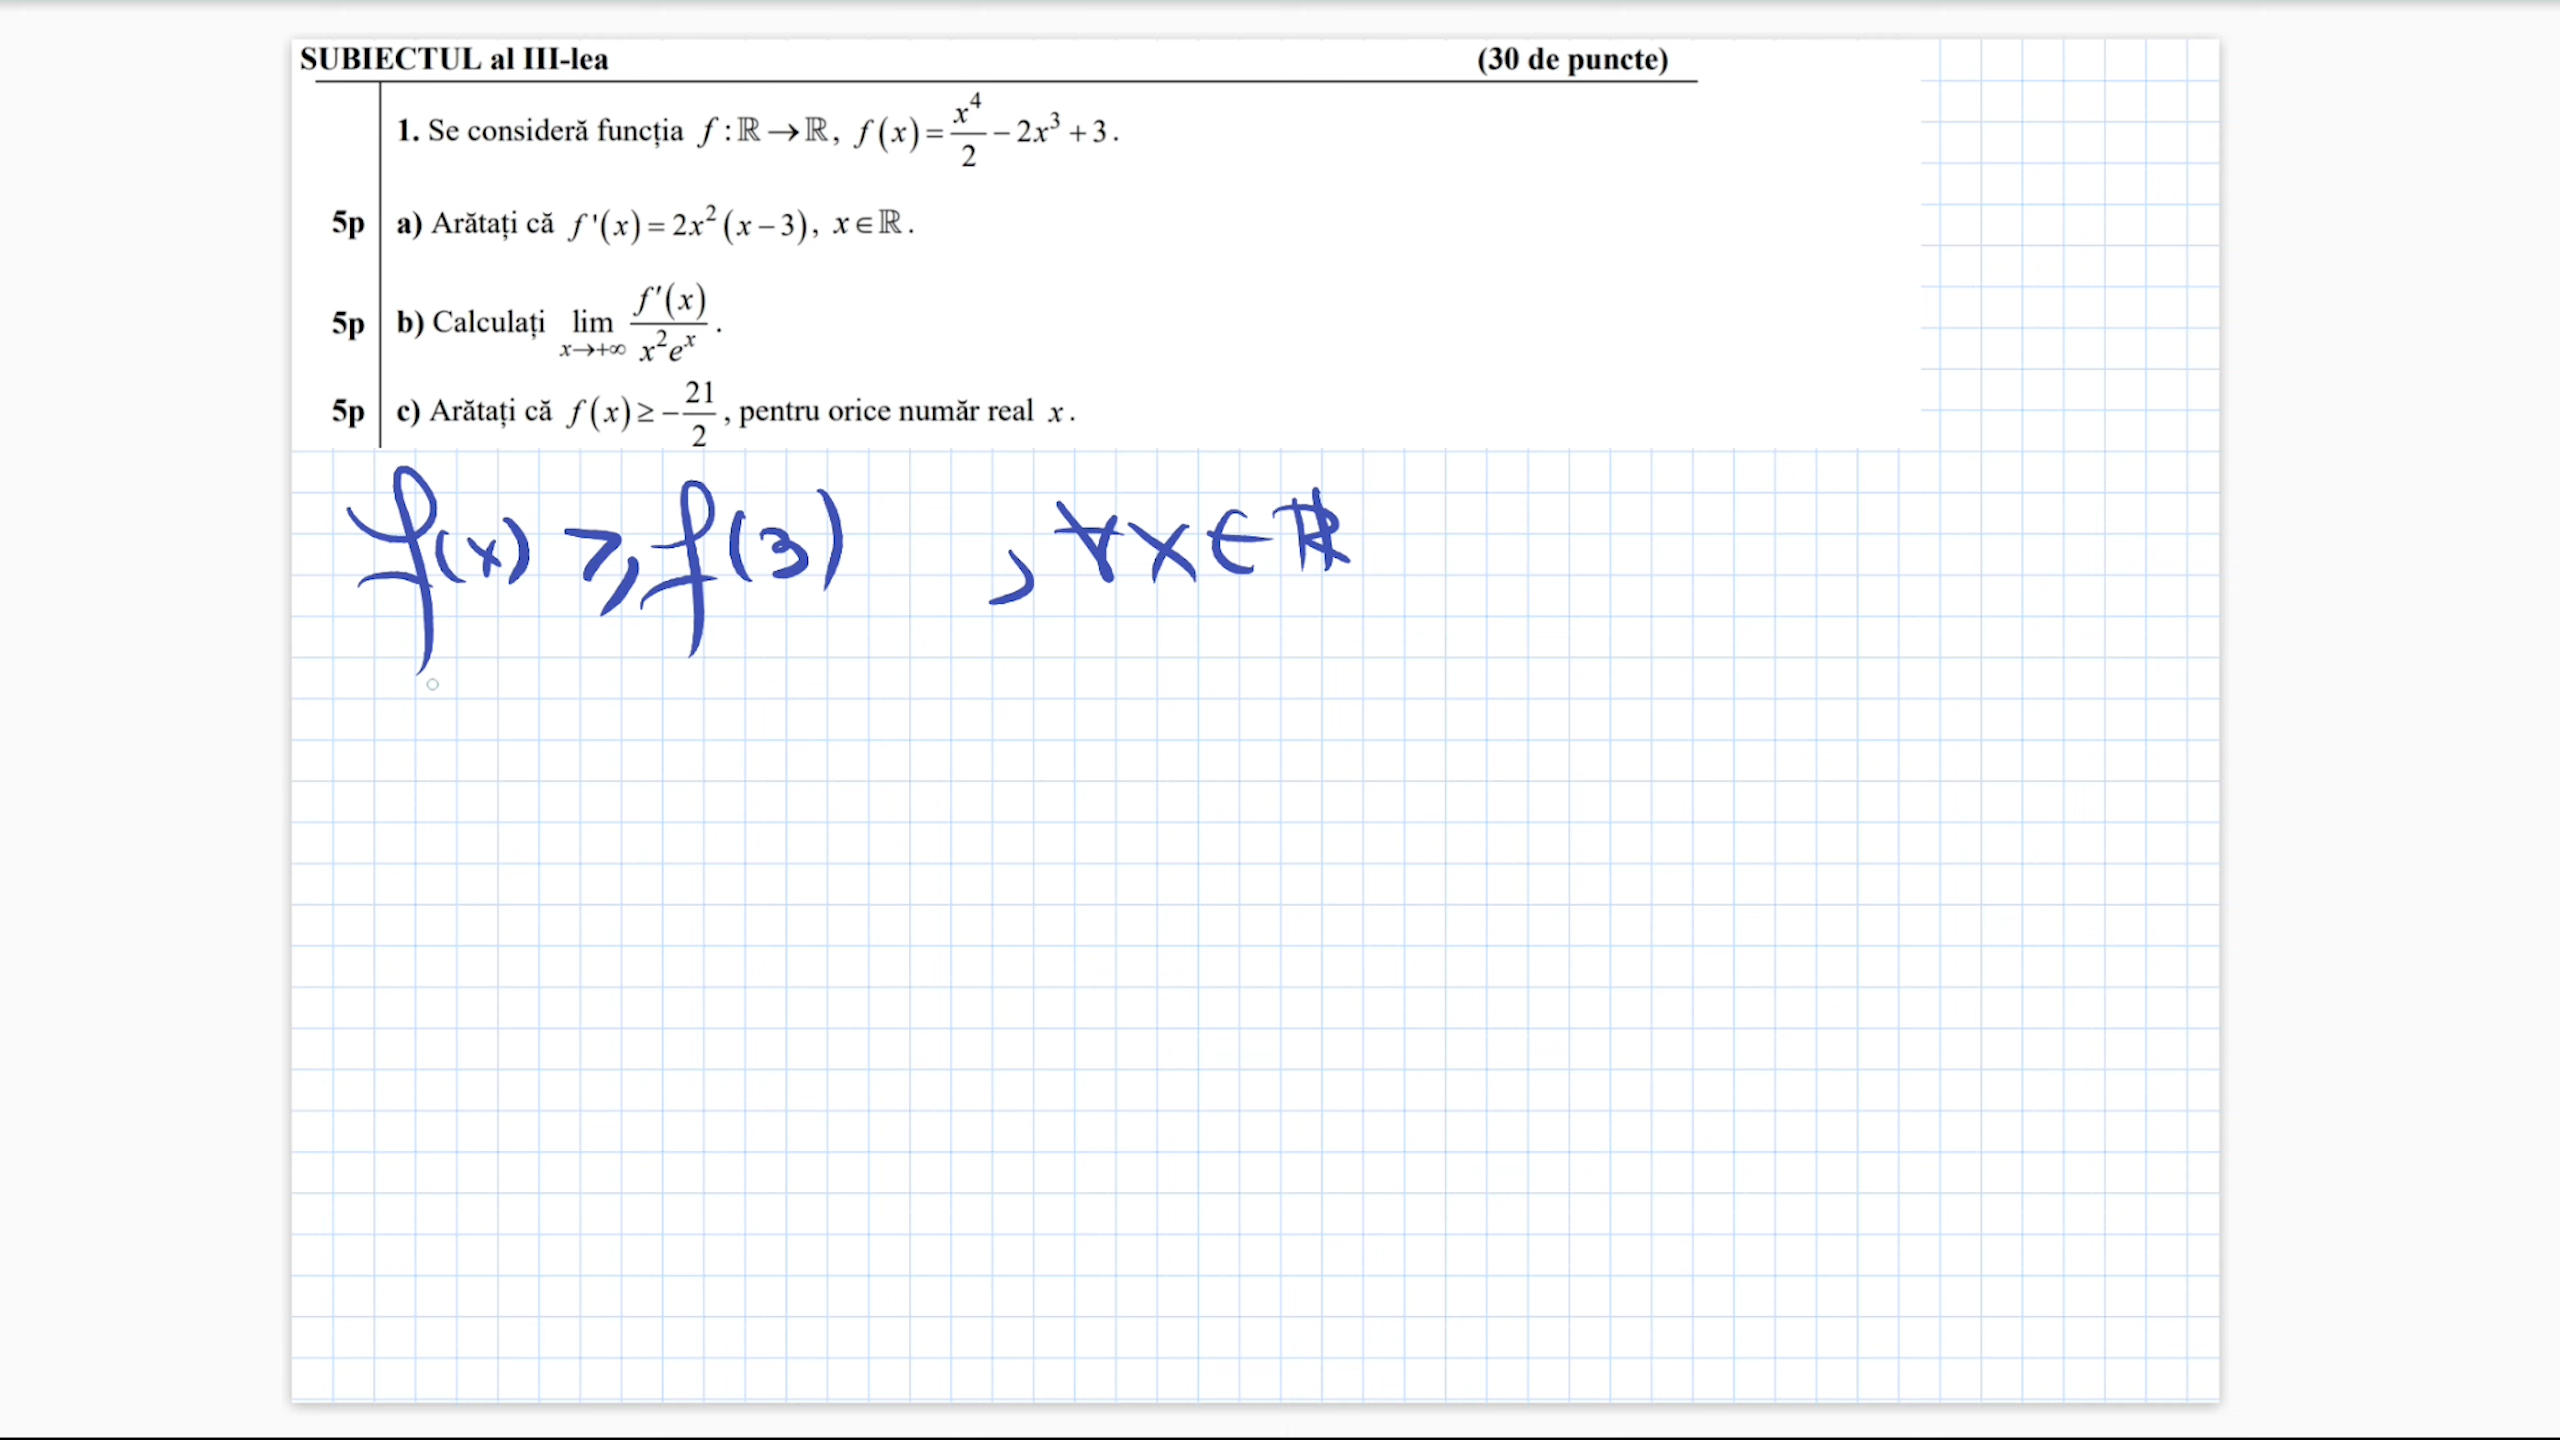 SUBIECTUL al III-lea (30 de puncte)
1. Se consideră funcția f : ℝ → ℝ, f(x) = x⁴/2 − 2x³ + 3.
5p a) Arătați că f'(x) = 2x²(x − 3), x ∈ ℝ.
5p b) Calculați lim x→+∞ f'(x)/(x²eˣ).
5p c) Arătați că f(x) ≥ −21/2, pentru orice număr real x.
f(x) ≥ f(3) , ∀x ∈ ℝ